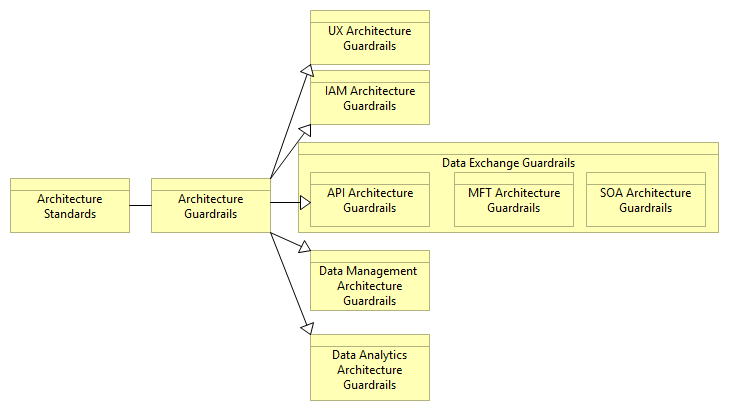 UX Architecture
Guardrails
IAM Architecture
Guardrails
Data Exchange Guardrails
Architecture
Standards
Architecture
Guardrails
API Architecture
Guardrails
MFT Architecture
Guardrails
SOA Architecture
Guardrails
Data Management
Architecture
Guardrails
Data Analytics
Architecture
Guardrails